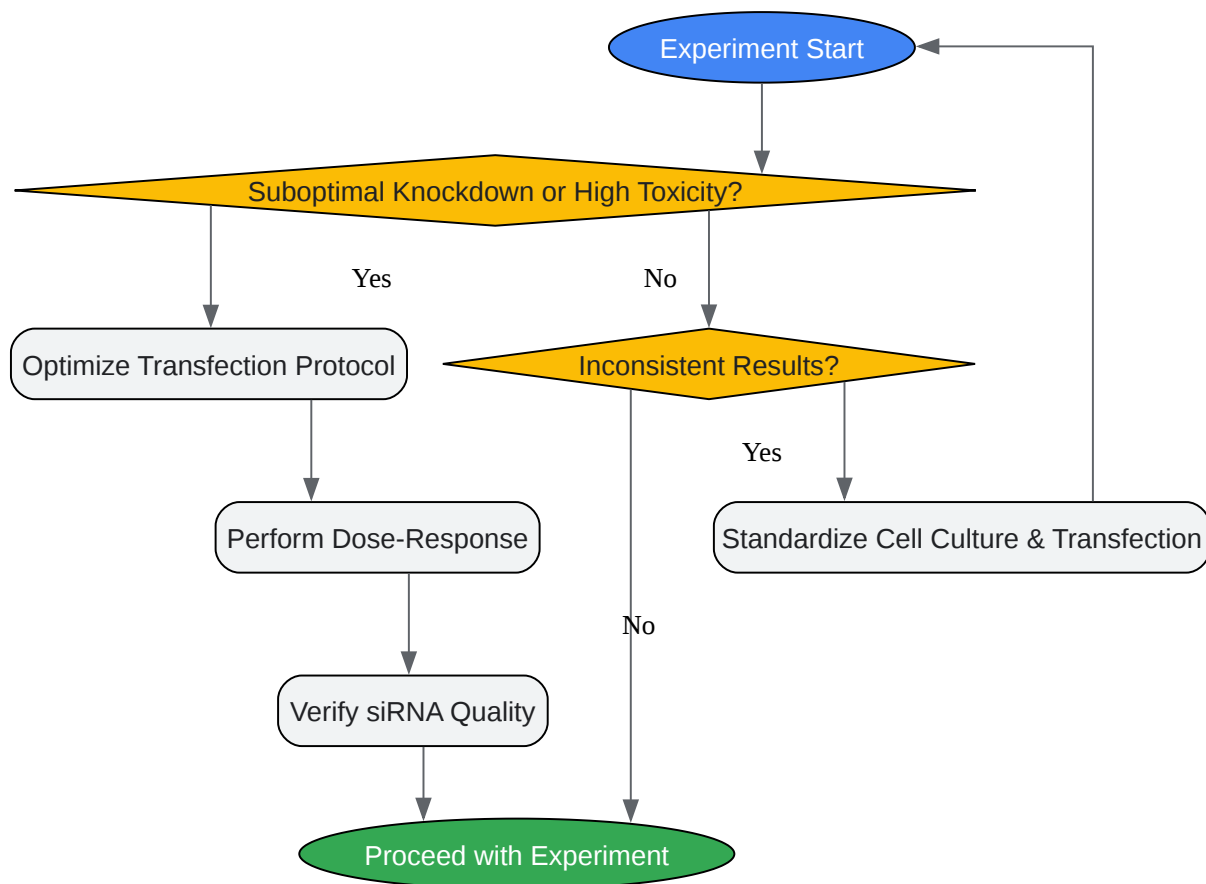 Experiment Start
Suboptimal Knockdown or High Toxicity?
Yes
No
Optimize Transfection Protocol
Inconsistent Results?
Yes
Perform Dose-Response
Standardize Cell Culture & Transfection
No
Verify siRNA Quality
Proceed with Experiment